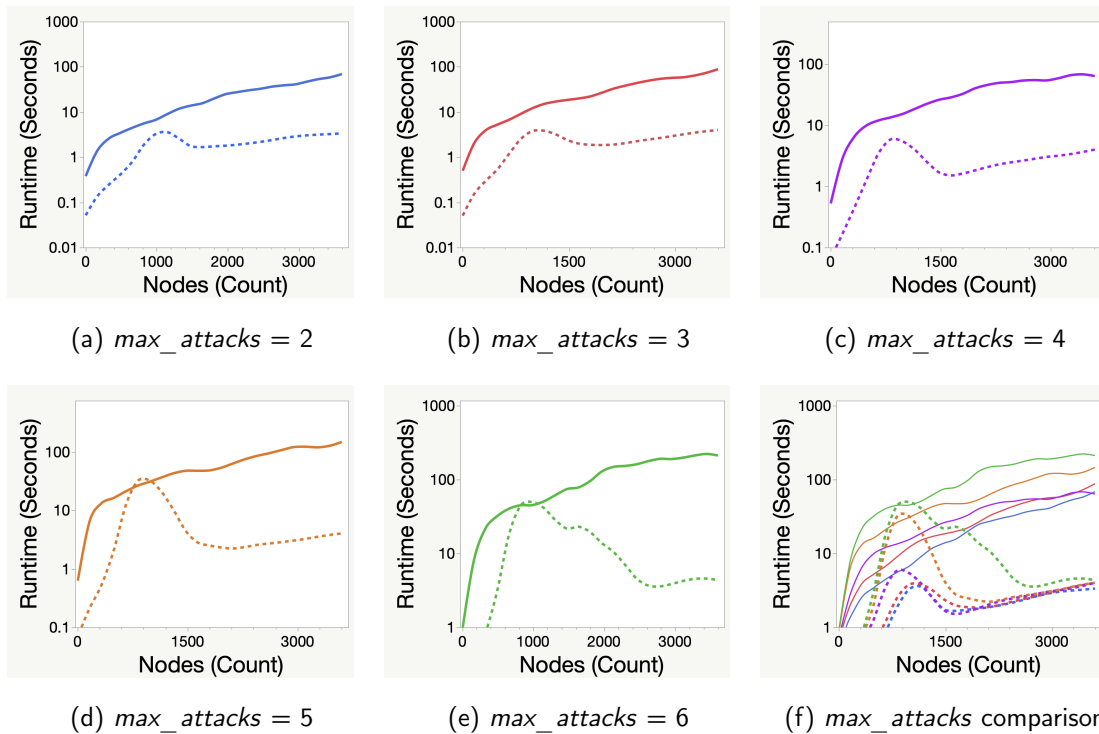 1000
100
10
1
0.1
0.01
Runtime (Seconds)
0 1000 2000 3000
Nodes (Count)
(a) max_attacks = 2
1000
100
10
1
0.1
0.01
Runtime (Seconds)
0 1500 3000
Nodes (Count)
(b) max_attacks = 3
100
10
1
0.1
Runtime (Seconds)
0 1500 3000
Nodes (Count)
(c) max_attacks = 4
100
10
1
0.1
Runtime (Seconds)
0 1500 3000
Nodes (Count)
(d) max_attacks = 5
1000
100
10
1
Runtime (Seconds)
0 1000 2000 3000
Nodes (Count)
(e) max_attacks = 6
1000
100
10
1
Runtime (Seconds)
0 1500 3000
Nodes (Count)
(f) max_attacks comparison